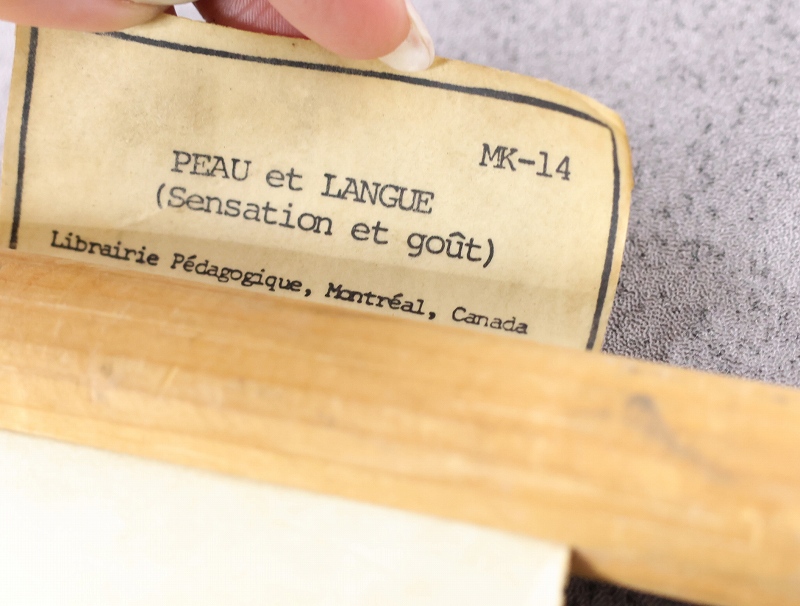 MK-14
PEAU et LANGUE
(Sensation et goût)
Librairie Pédagogique, Montréal, Canada